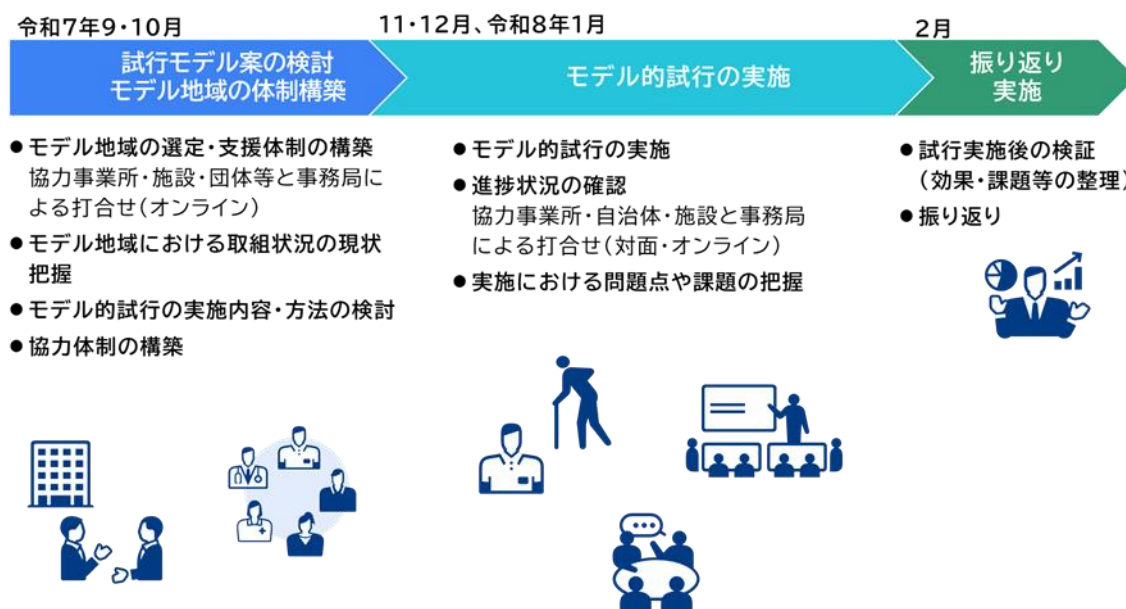 令和7年9・10月
試行モデル案の検討
モデル地域の体制構築
●モデル地域の選定・支援体制の構築
協力事業所・施設・団体等と事務局に
よる打合せ(オンライン)
●モデル地域における取組状況の現状
把握
●モデル的試行の実施内容・方法の検討
●協力体制の構築
11・12月、令和8年1月
モデル的試行の実施
●モデル的試行の実施
●進捗状況の確認
協力事業所・自治体・施設と事務局
による打合せ(対面・オンライン)
●実施における問題点や課題の把握
2月
振り返り
実施
●試行実施後の検証
(効果・課題等の整理)
●振り返り